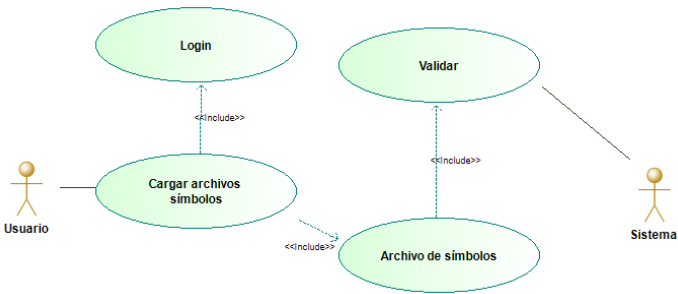 Login
Validar
<<Include>>
<<Include>>
Cargar archivos
símbolos
Usuario
Sistema
<<Include>>
Archivo de símbolos